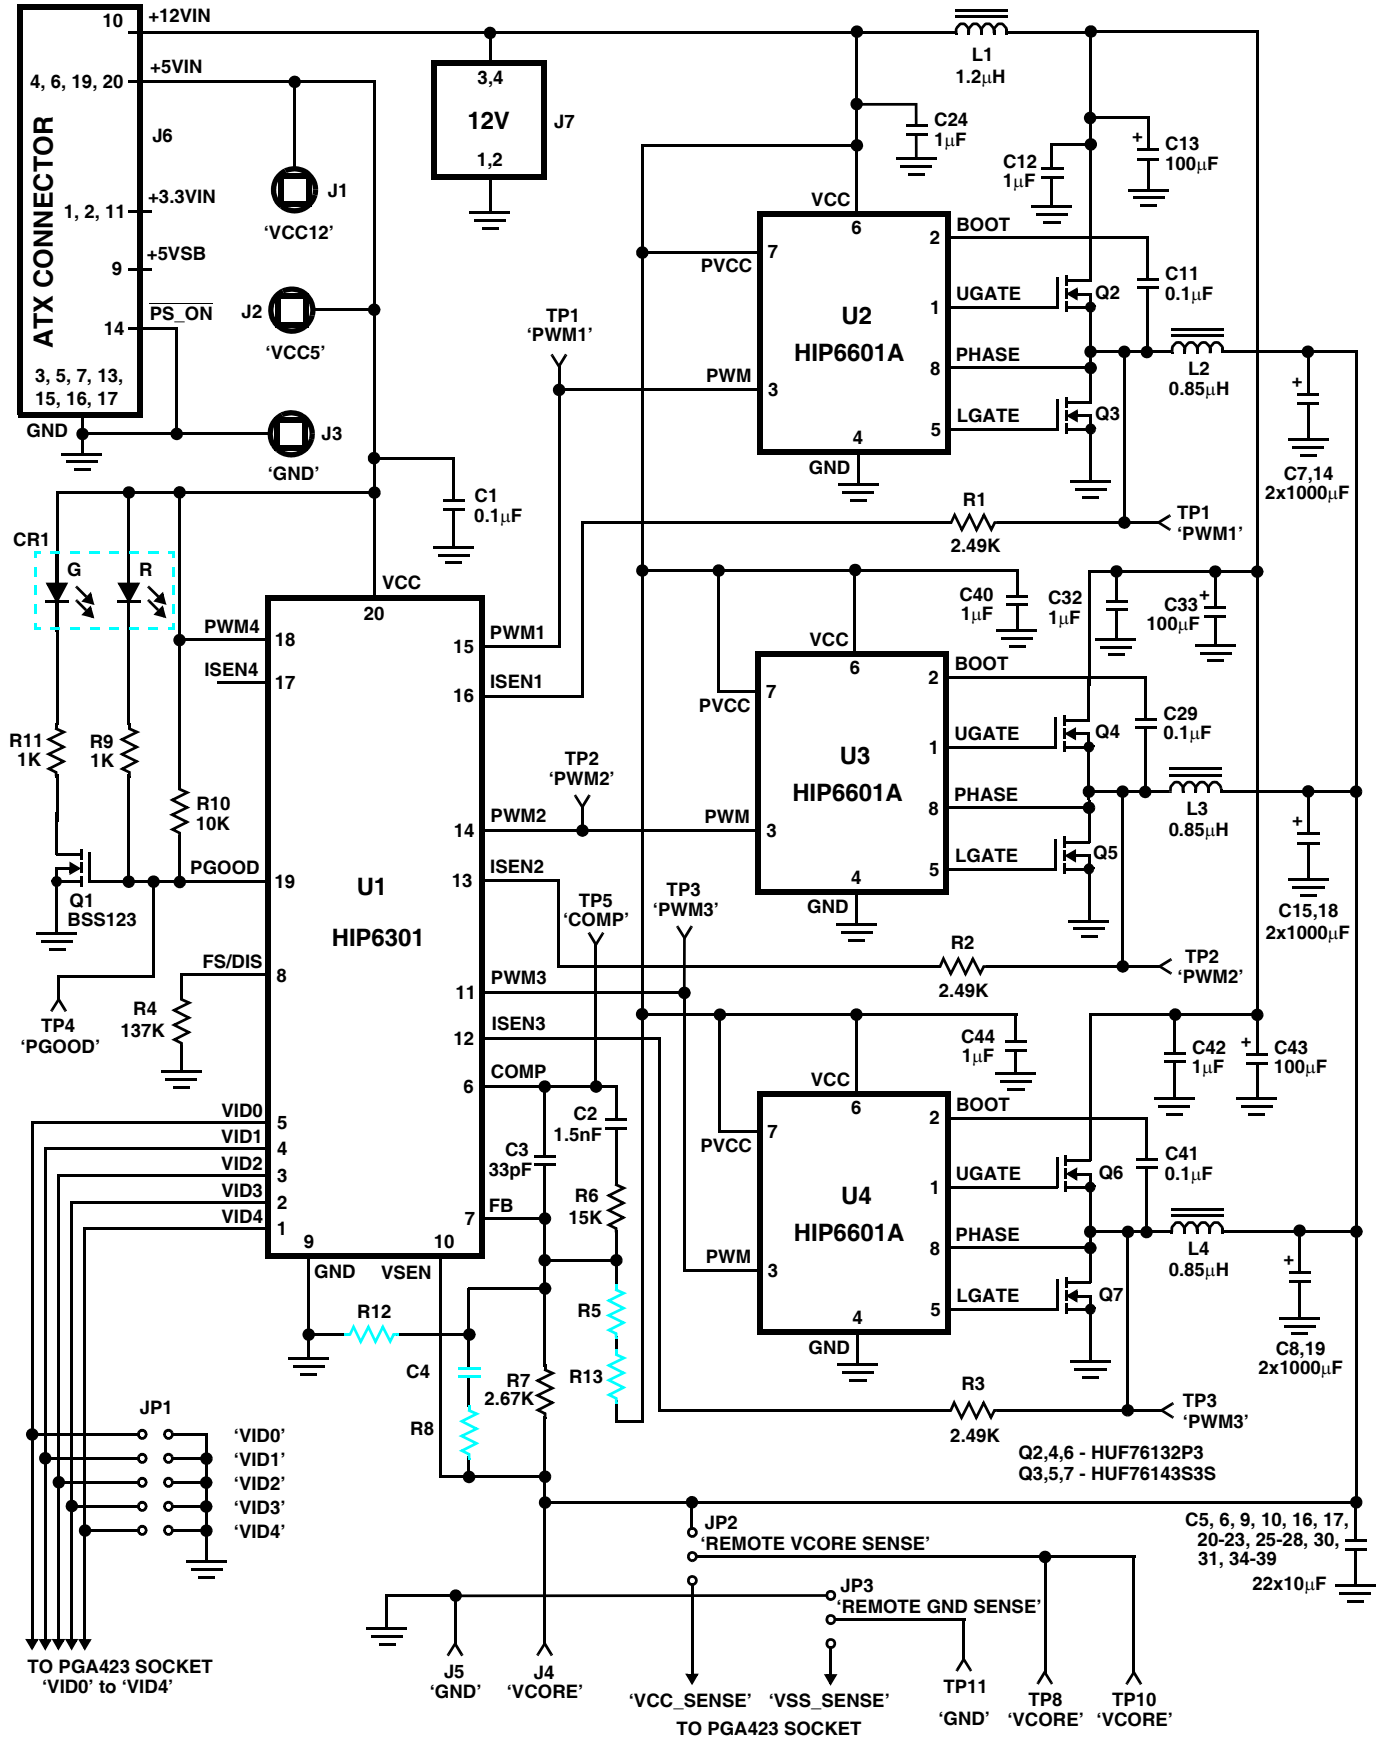 10
+12VIN
4, 6, 19, 20
+5VIN
ATX CONNECTOR
J6
1, 2, 11
+3.3VIN
9
+5VSB
14
PS_ON
3, 5, 7, 13,
15, 16, 17
GND
J1
‘VCC12’
J2
‘VCC5’
J3
‘GND’
3,4
12V
1,2
J7
L1
1.2µH
C24
1µF
C12
1µF
+
C13
100µF
VCC
6
7
PVCC
2
BOOT
1
UGATE
U2
HIP6601A
8
PHASE
PWM
3
5
LGATE
4
GND
Q2
Q3
C11
0.1µF
L2
0.85µH
+
C7,14
2x1000µF
TP1
‘PWM1’
R1
2.49K
TP1
‘PWM1’
C1
0.1µF
CR1
G
R
VCC
20
PWM4
18
ISEN4
17
15
PWM1
16
ISEN1
R11
1K
R9
1K
R10
10K
PGOOD
19
Q1
BSS123
U1
HIP6301
14
PWM2
13
ISEN2
TP2
‘PWM2’
TP5
‘COMP’
TP3
‘PWM3’
FS/DIS
8
R4
137K
TP4
‘PGOOD’
11
PWM3
12
ISEN3
6
COMP
VID0
5
VID1
4
VID2
3
VID3
2
VID4
1
7
FB
9
GND
10
VSEN
C2
1.5nF
C3
33pF
R6
15K
R5
R13
R12
C4
R8
R7
2.67K
C40
1µF
C32
1µF
C33
+
100µF
VCC
6
7
PVCC
2
BOOT
1
UGATE
U3
HIP6601A
8
PHASE
PWM
3
5
LGATE
4
GND
Q4
Q5
C29
0.1µF
L3
0.85µH
+
C15,18
2x1000µF
R2
2.49K
TP2
‘PWM2’
C44
1µF
C42
1µF
+
C43
100µF
VCC
6
7
PVCC
2
BOOT
1
UGATE
U4
HIP6601A
8
PHASE
PWM
3
5
LGATE
4
GND
Q6
Q7
C41
0.1µF
L4
0.85µH
+
C8,19
2x1000µF
R3
2.49K
TP3
‘PWM3’
Q2,4,6 - HUF76132P3
Q3,5,7 - HUF76143S3S
JP1
‘VID0’
‘VID1’
‘VID2’
‘VID3’
‘VID4’
TO PGA423 SOCKET
‘VID0’ to ‘VID4’
JP2
‘REMOTE VCORE SENSE’
JP3
‘REMOTE GND SENSE’
C5, 6, 9, 10, 16, 17,
20-23, 25-28, 30,
31, 34-39
22x10µF
J5
‘GND’
J4
‘VCORE’
‘VCC_SENSE’
‘VSS_SENSE’
TO PGA423 SOCKET
TP11
‘GND’
TP8
‘VCORE’
TP10
‘VCORE’